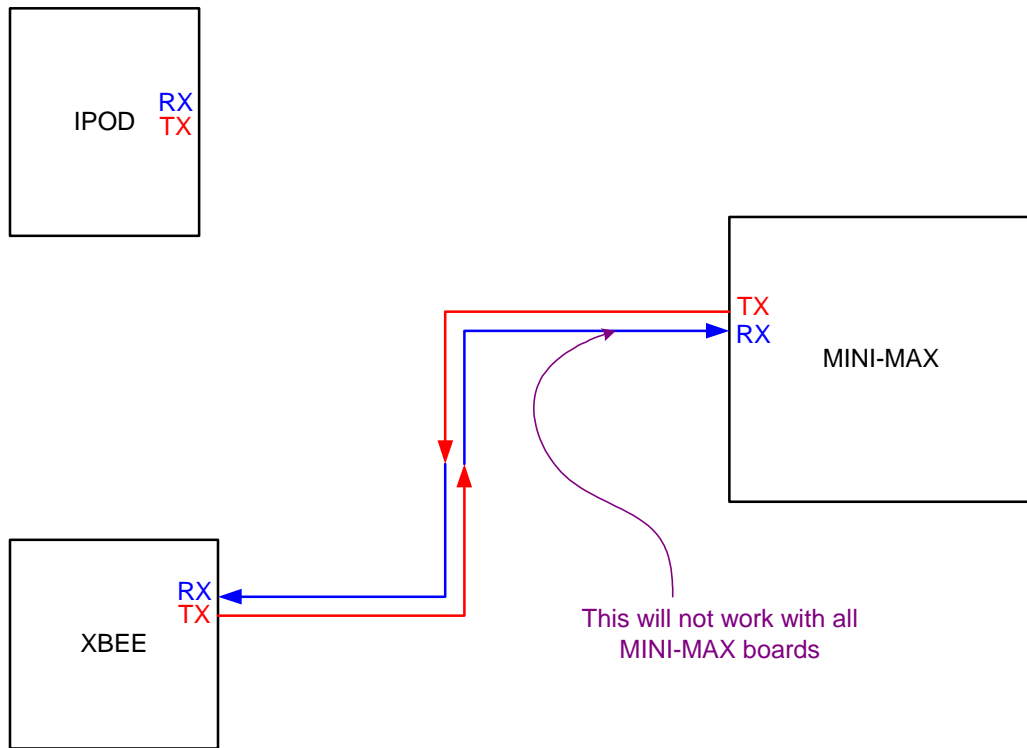 IPOD
RX
TX
TX
RX
MINI-MAX
RX
TX
XBEE
This will not work with all
MINI-MAX boards